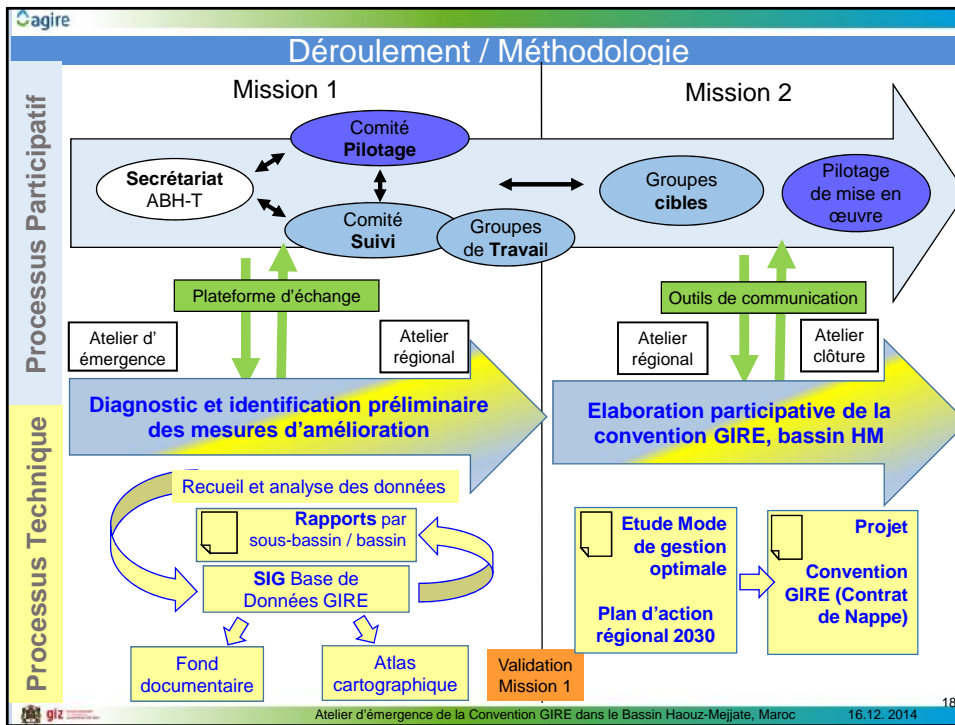 agire
Déroulement / Méthodologie
Processus Participatif
Mission 1
Mission 2
Comité
Pilotage
Secrétariat
ABH-T
Comité
Suivi
Groupes
de Travail
Groupes
cibles
Pilotage
de mise en
œuvre
Plateforme d'échange
Outils de communication
Atelier d'
émergence
Atelier
régional
Atelier
régional
Atelier
clôture
Processus Technique
Diagnostic et identification préliminaire
des mesures d'amélioration
Elaboration participative de la
convention GIRE, bassin HM
Recueil et analyse des données
Rapports par
sous-bassin / bassin
SIG Base de
Données GIRE
Fond
documentaire
Atlas
cartographique
Validation
Mission 1
Etude Mode
de gestion
optimale
Plan d'action
régional 2030
Projet
Convention
GIRE (Contrat
de Nappe)
18
giz
Atelier d'émergence de la Convention GIRE dans le Bassin Haouz-Mejjate, Maroc
16.12. 2014